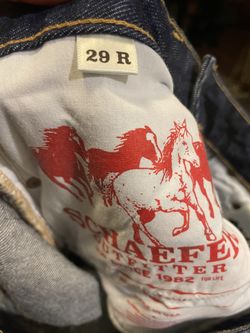 29 R
SCHAEFER
OUTFITTER
SINCE 1982 FOR LIFE